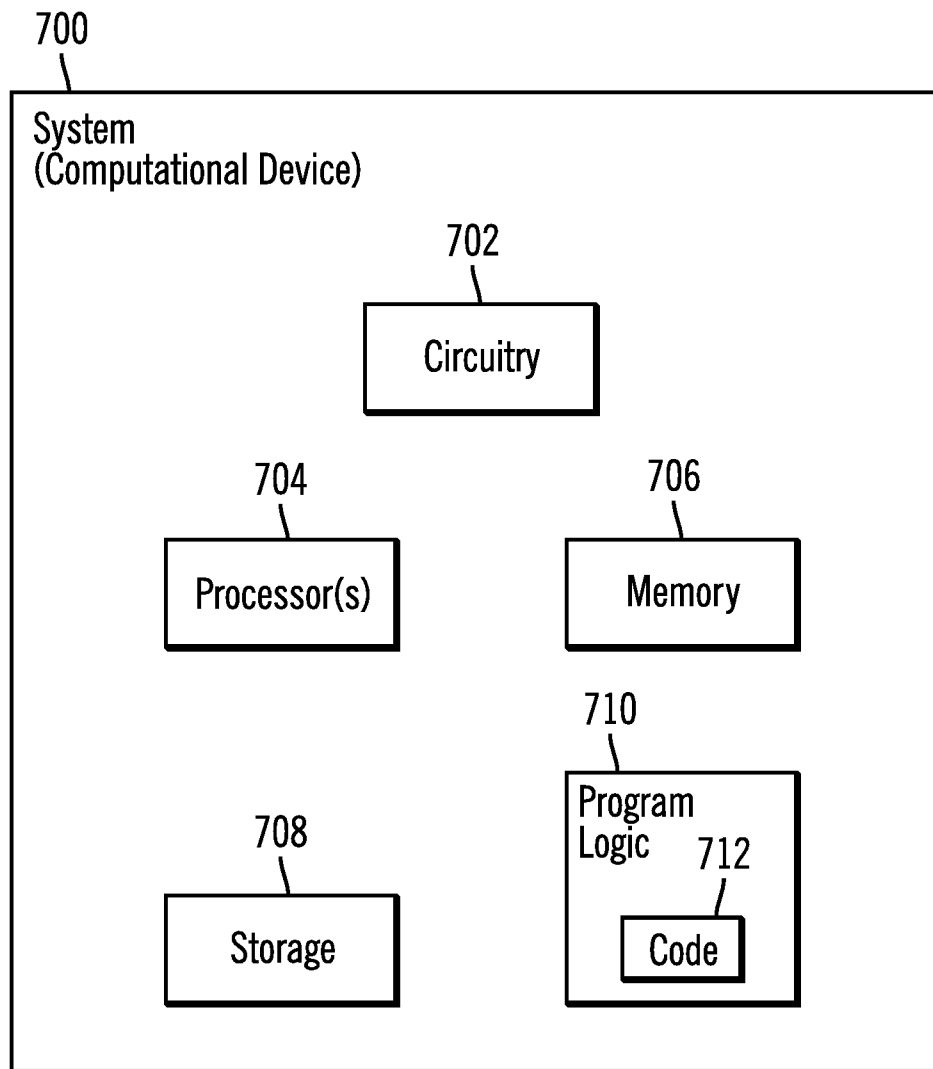 700
System
(Computational Device)
702
Circuitry
704
706
Processor(s)
Memory
710
Program
Logic
708
712
Storage
Code